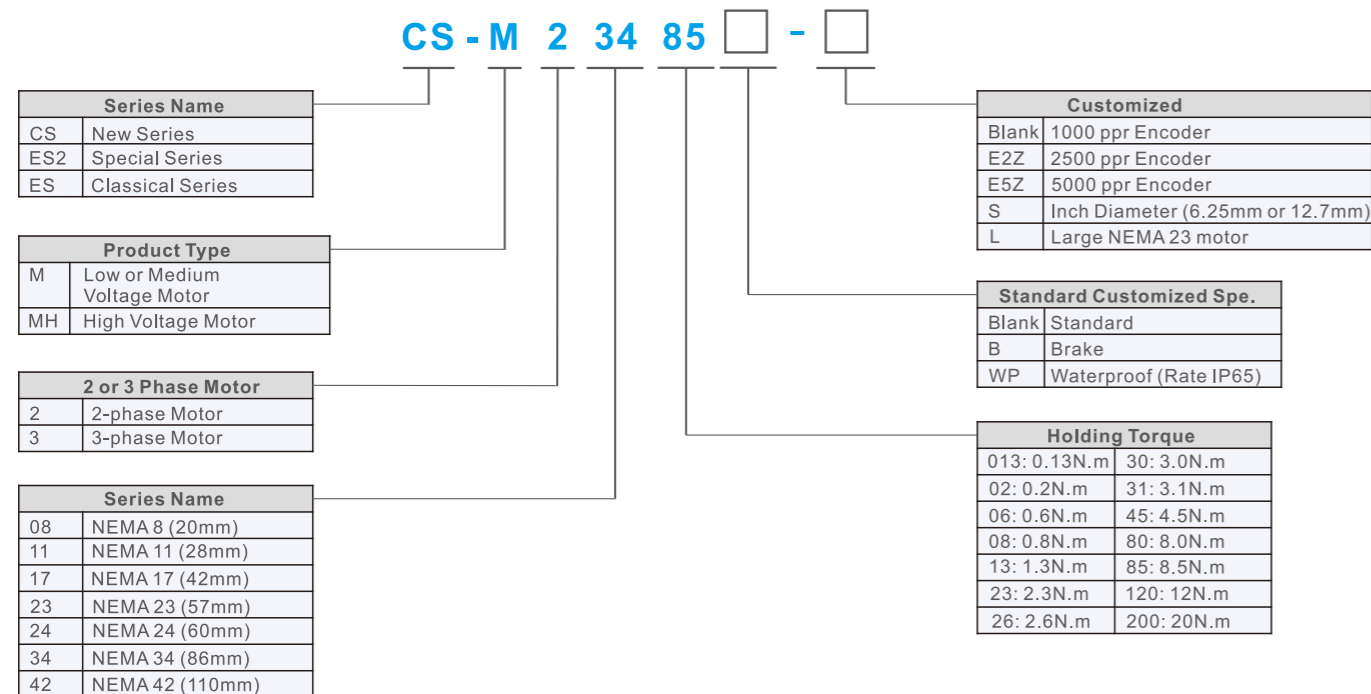 CS - M 2 34 85 □ - □
Series Name
CS New Series
ES2 Special Series
ES Classical Series
Product Type
M Low or Medium
Voltage Motor
MH High Voltage Motor
2 or 3 Phase Motor
2 2-phase Motor
3 3-phase Motor
Series Name
08 NEMA 8 (20mm)
11 NEMA 11 (28mm)
17 NEMA 17 (42mm)
23 NEMA 23 (57mm)
24 NEMA 24 (60mm)
34 NEMA 34 (86mm)
42 NEMA 42 (110mm)
Customized
Blank 1000 ppr Encoder
E2Z 2500 ppr Encoder
E5Z 5000 ppr Encoder
S Inch Diameter (6.25mm or 12.7mm)
L Large NEMA 23 motor
Standard Customized Spe.
Blank Standard
B Brake
WP Waterproof (Rate IP65)
Holding Torque
013: 0.13N.m 30: 3.0N.m
02: 0.2N.m 31: 3.1N.m
06: 0.6N.m 45: 4.5N.m
08: 0.8N.m 80: 8.0N.m
13: 1.3N.m 85: 8.5N.m
23: 2.3N.m 120: 12N.m
26: 2.6N.m 200: 20N.m